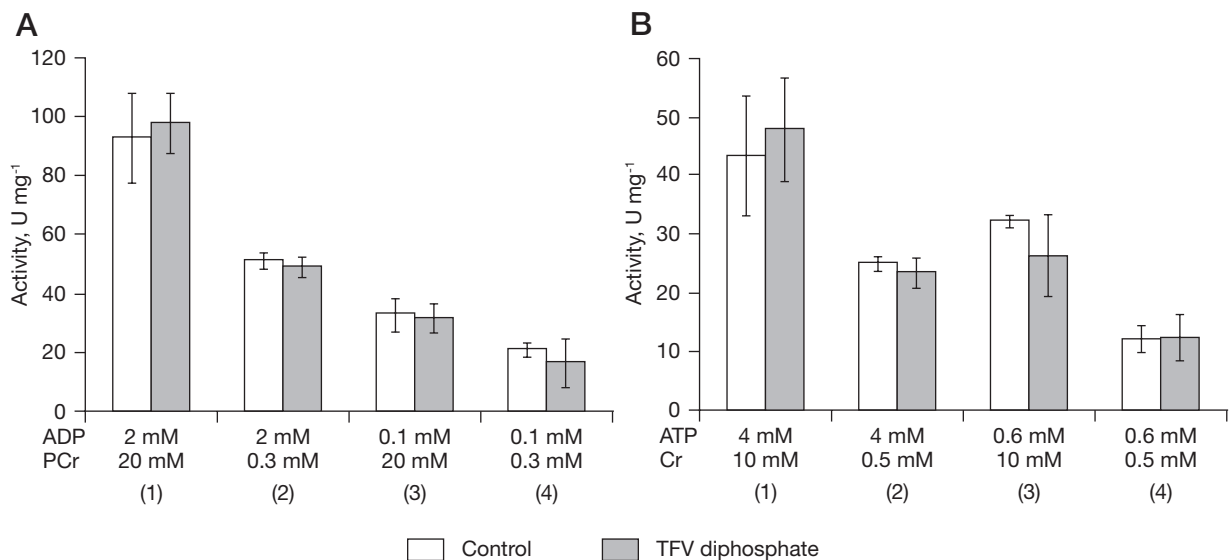 A
120
100
80
60
40
20
0
Activity, U mg-1
ADP 2 mM 2 mM 0.1 mM 0.1 mM
PCr 20 mM 0.3 mM 20 mM 0.3 mM
(1) (2) (3) (4)
B
60
50
40
30
20
10
0
Activity, U mg-1
ATP 4 mM 4 mM 0.6 mM 0.6 mM
Cr 10 mM 0.5 mM 10 mM 0.5 mM
(1) (2) (3) (4)
Control TFV diphosphate